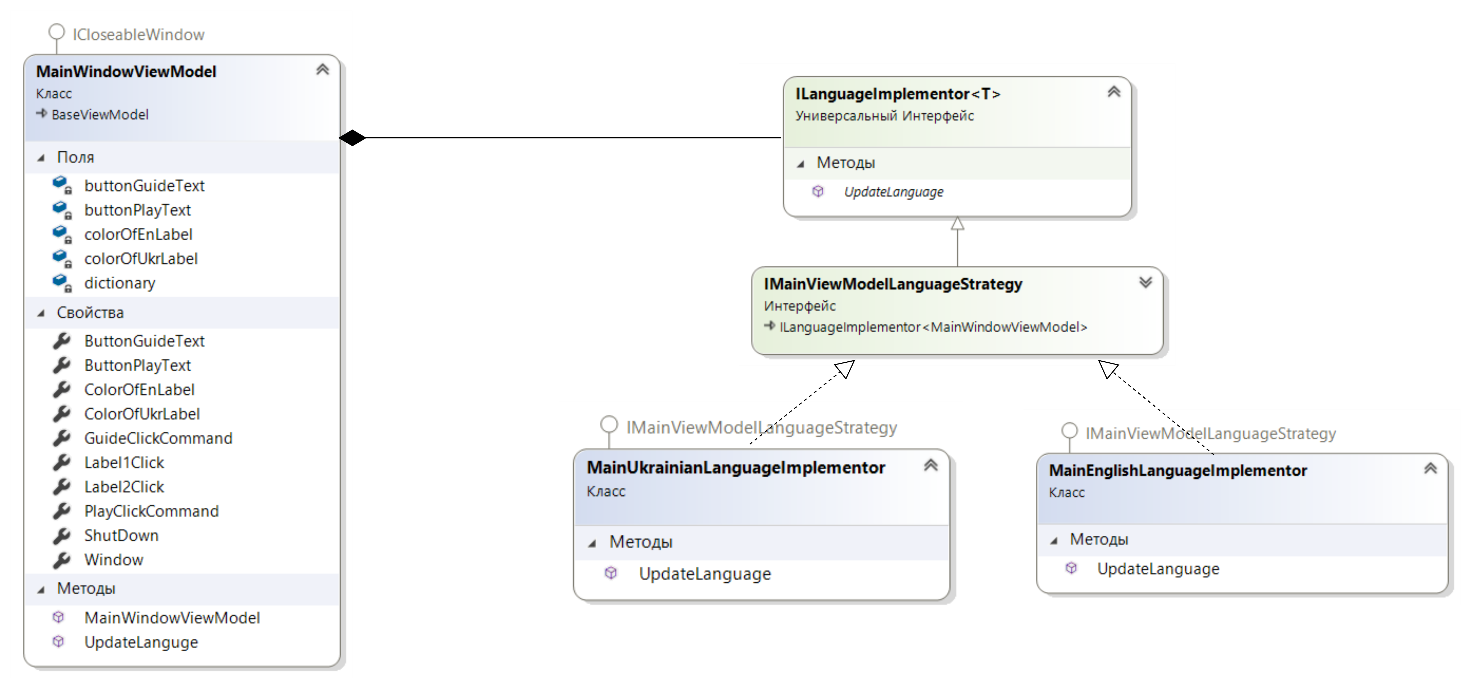 ICloseableWindow
MainWindowViewModel
Класс
BaseViewModel
Поля
buttonGuideText
buttonPlayText
colorOfEnLabel
colorOfUkrLabel
dictionary
Свойства
ButtonGuideText
ButtonPlayText
ColorOfEnLabel
ColorOfUkrLabel
GuideClickCommand
Label1Click
Label2Click
PlayClickCommand
ShutDown
Window
Методы
MainWindowViewModel
UpdateLanguge
ILanguageImplementor<T>
Универсальный Интерфейс
Методы
UpdateLanguage
IMainViewModelLanguageStrategy
Интерфейс
ILanguageImplementor<MainWindowViewModel>
IMainViewModelLanguageStrategy
MainUkrainianLanguageImplementor
Класс
Методы
UpdateLanguage
IMainViewModelLanguageStrategy
MainEnglishLanguageImplementor
Класс
Методы
UpdateLanguage